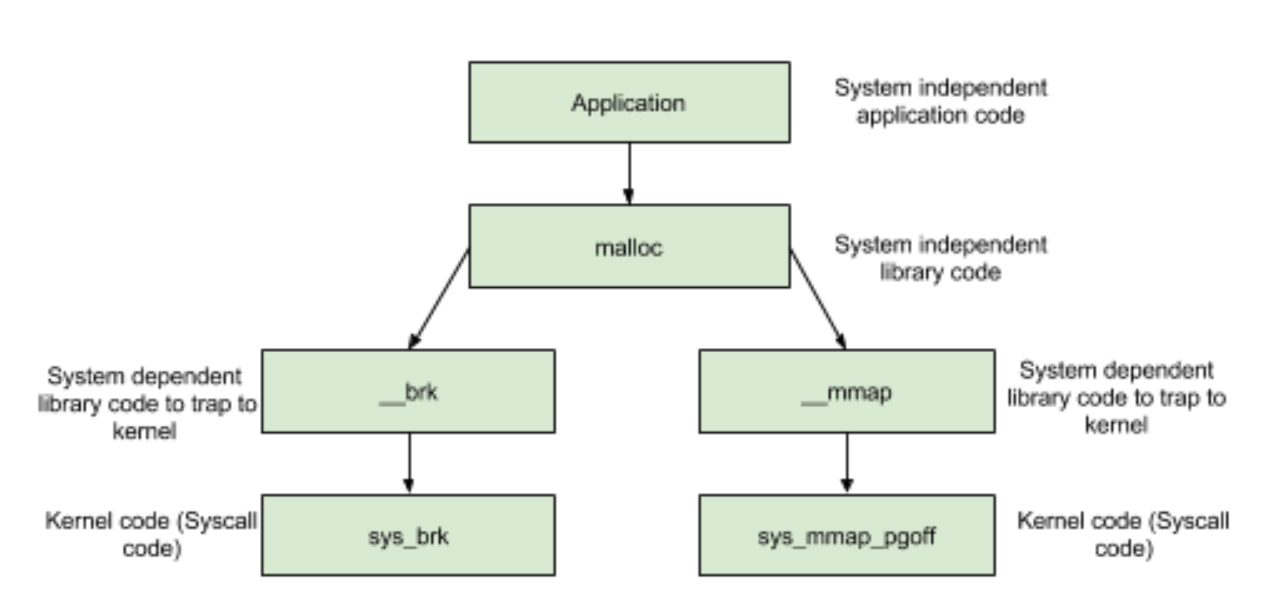 Application
System independent
application code
malloc
System independent
library code
System dependent
library code to trap to
kernel
__brk
__mmap
System dependent
library code to trap to
kernel
Kernel code (Syscall
code)
sys_brk
sys_mmap_pgoff
Kernel code (Syscall
code)